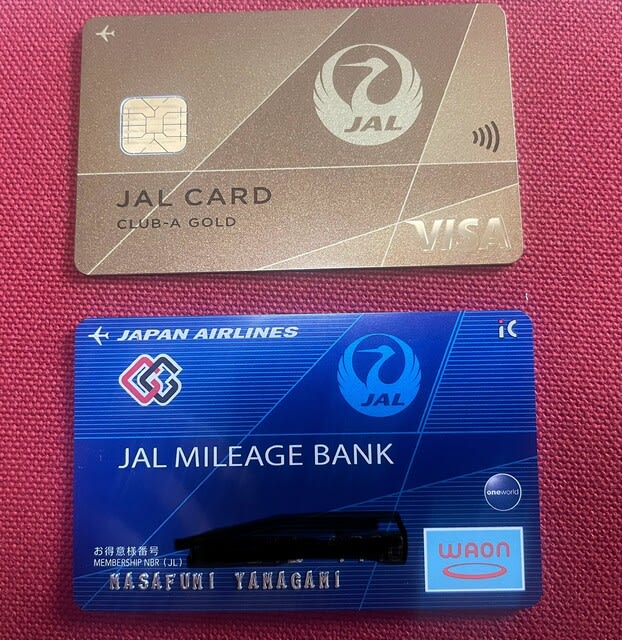 JAL
JAL CARD
CLUB-A GOLD
VISA
JAPAN AIRLINES
iC
JAL
JAL MILEAGE BANK
oneworld
お得意様番号
MEMBERSHIP NBR (JL)
WAON
MASAFUMI YAMAGAMI